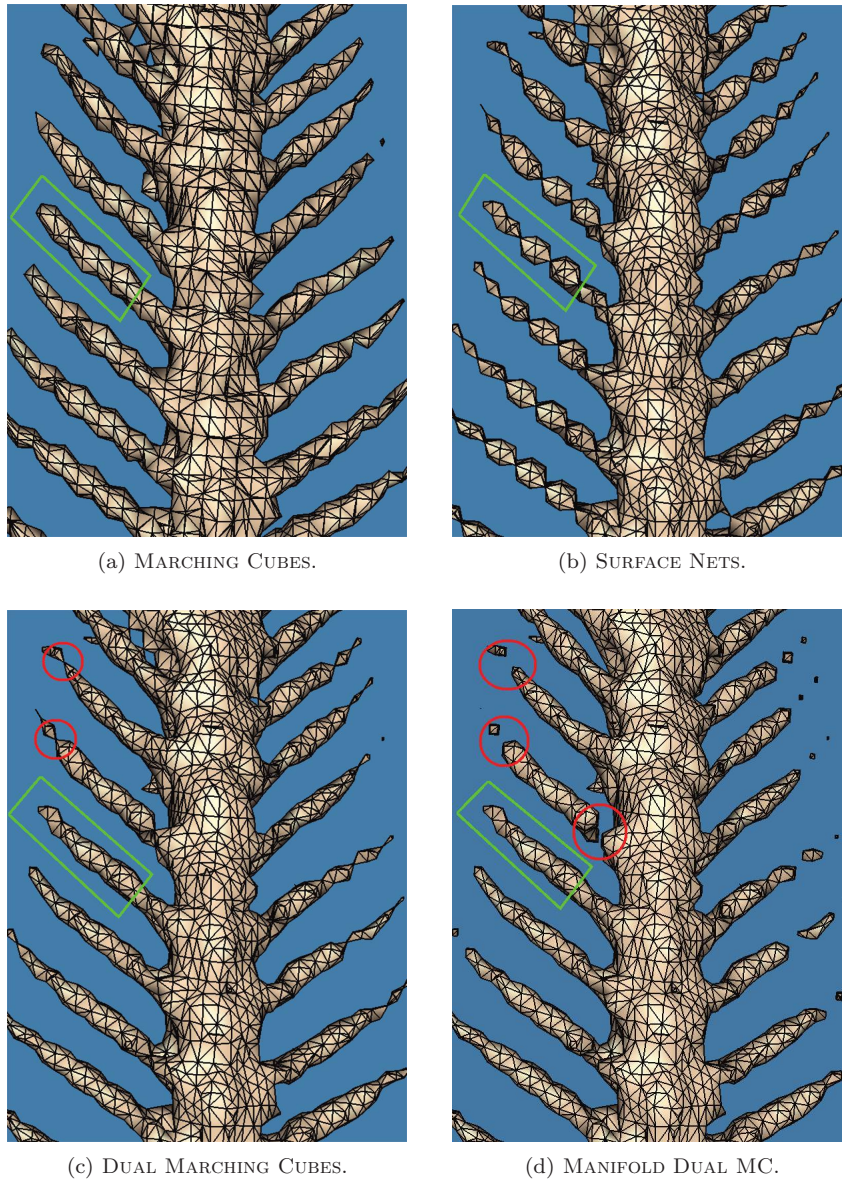 (a) MARCHING CUBES.
(b) SURFACE NETS.
(c) DUAL MARCHING CUBES.
(d) MANIFOLD DUAL MC.